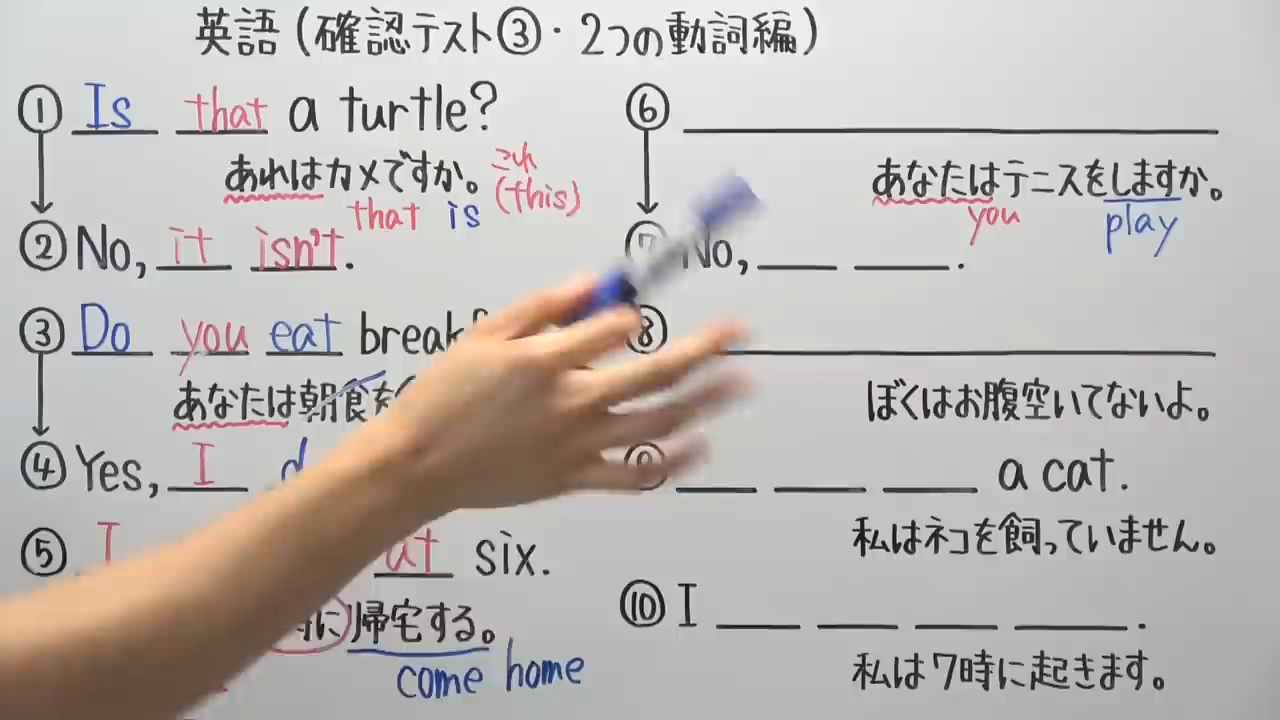 英語(確認テスト③・2つの動詞編)
① Is that a turtle?
あれはカメですか。これ
that is (this)
② No, it isn't.
③ Do you eat
あなたは朝食を
④ Yes, I
⑤ I at six.
時に帰宅する。
come home
⑥
あなたはテニスをしますか。
you play
No,      .
⑧
ぼくはお腹空いてないよ。
a cat.
私はネコを飼っていません。
⑩ I        .
私は7時に起きます。